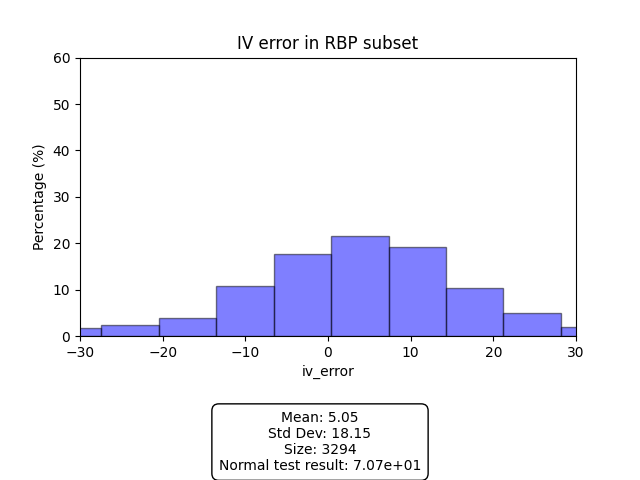 IV error in RBP subset
60
50
40
30
20
10
0
Percentage (%)
−30
−20
−10
0
10
20
30
iv_error
Mean: 5.05
Std Dev: 18.15
Size: 3294
Normal test result: 7.07e+01